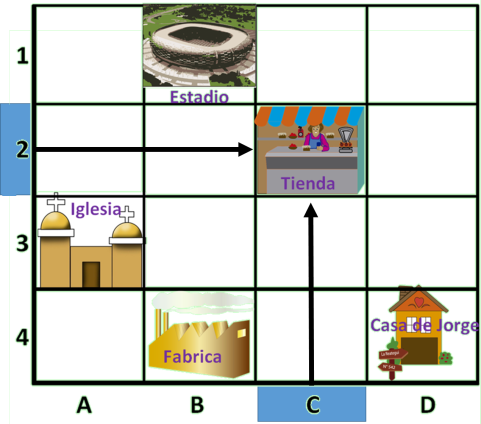 1
Estadio
2
Tienda
Iglesia
3
4
Fabrica
Casa de Jorge
A B C D